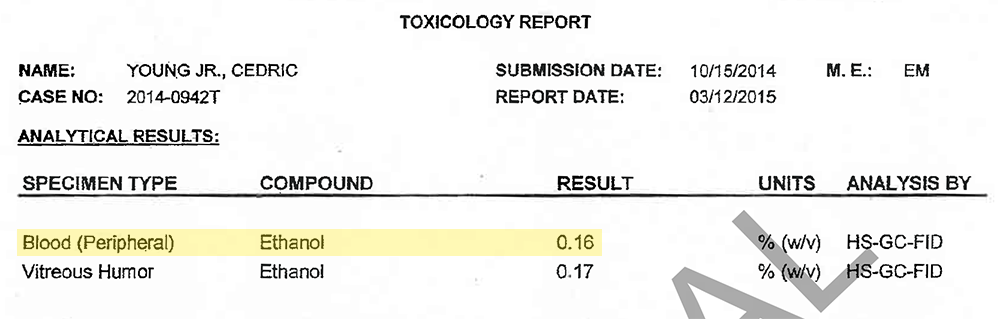 TOXICOLOGY REPORT
NAME: YOUNG JR., CEDRIC SUBMISSION DATE: 10/15/2014 M. E.: EM
CASE NO: 2014-0942T REPORT DATE: 03/12/2015
ANALYTICAL RESULTS:
SPECIMEN TYPE COMPOUND RESULT UNITS ANALYSIS BY
Blood (Peripheral) Ethanol 0.16 % (w/v) HS-GC-FID
Vitreous Humor Ethanol 0.17 % (w/v) HS-GC-FID